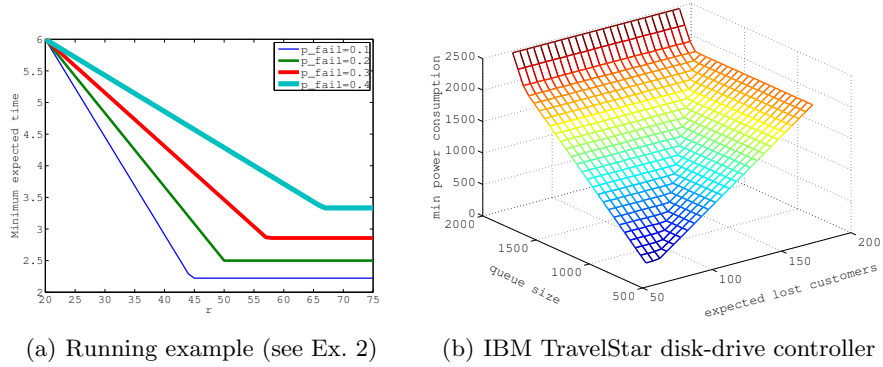 6
5.5
5
4.5
4
3.5
3
2.5
2
20 25 30 35 40 45 50 55 60 65 70 75
r
Minimum expected time
p_fail=0.1
p_fail=0.2
p_fail=0.3
p_fail=0.4
(a) Running example (see Ex. 2)
2500
2000
1500
1000
500
0
min power consumption
2000
1500
1000
500
queue size
50
100
150
200
expected lost customers
(b) IBM TravelStar disk-drive controller